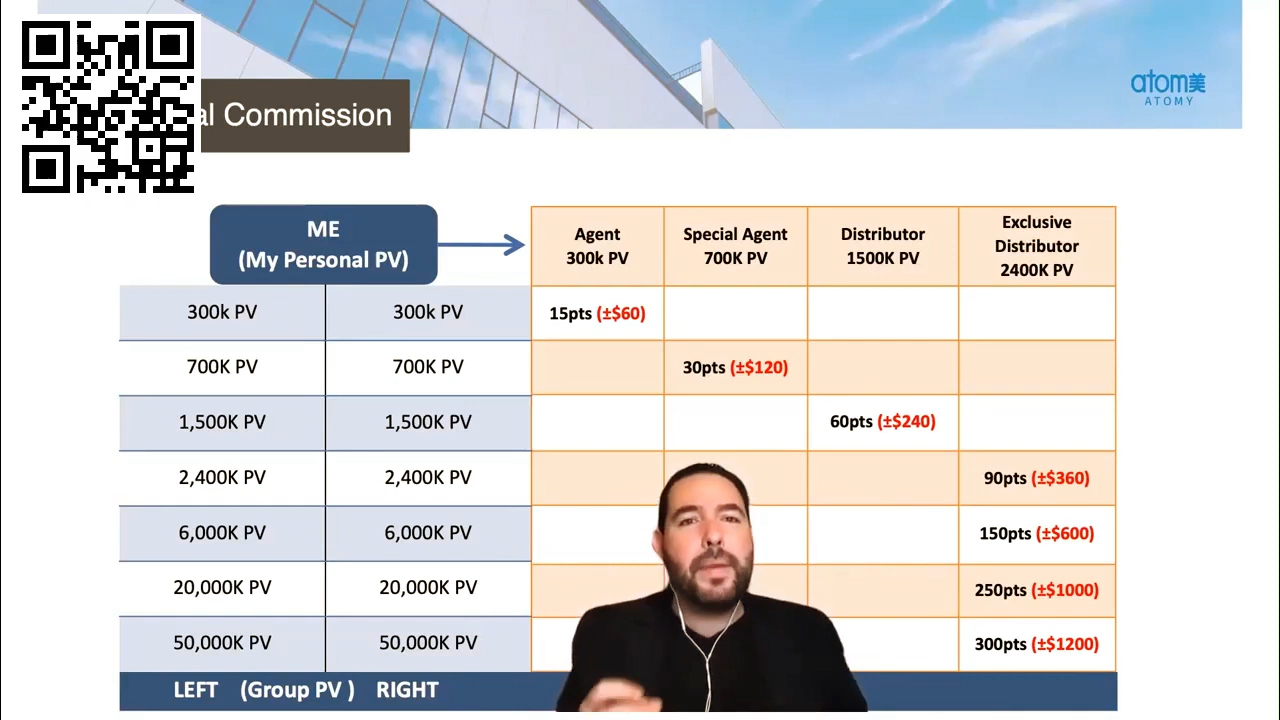 al Commission
atom美
ATOMY
ME
(My Personal PV)
Agent
300k PV
Special Agent
700K PV
Distributor
1500K PV
Exclusive
Distributor
2400K PV
300k PV 300k PV 15pts (±$60)
700K PV 700K PV 30pts (±$120)
1,500K PV 1,500K PV 60pts (±$240)
2,400K PV 2,400K PV 90pts (±$360)
6,000K PV 6,000K PV 150pts (±$600)
20,000K PV 20,000K PV 250pts (±$1000)
50,000K PV 50,000K PV 300pts (±$1200)
LEFT (Group PV ) RIGHT